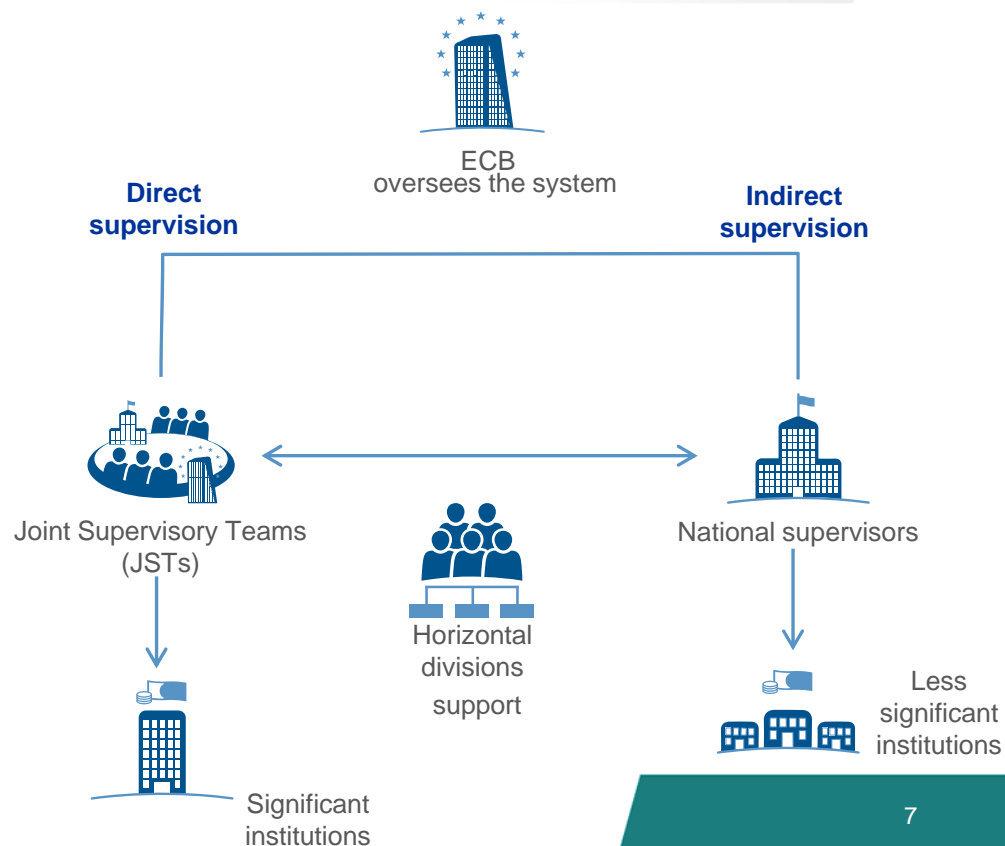 ECB
oversees the system
Direct
supervision
Indirect
supervision
Joint Supervisory Teams
(JSTs)
National supervisors
Horizontal
divisions
support
Significant
institutions
Less
significant
institutions
7